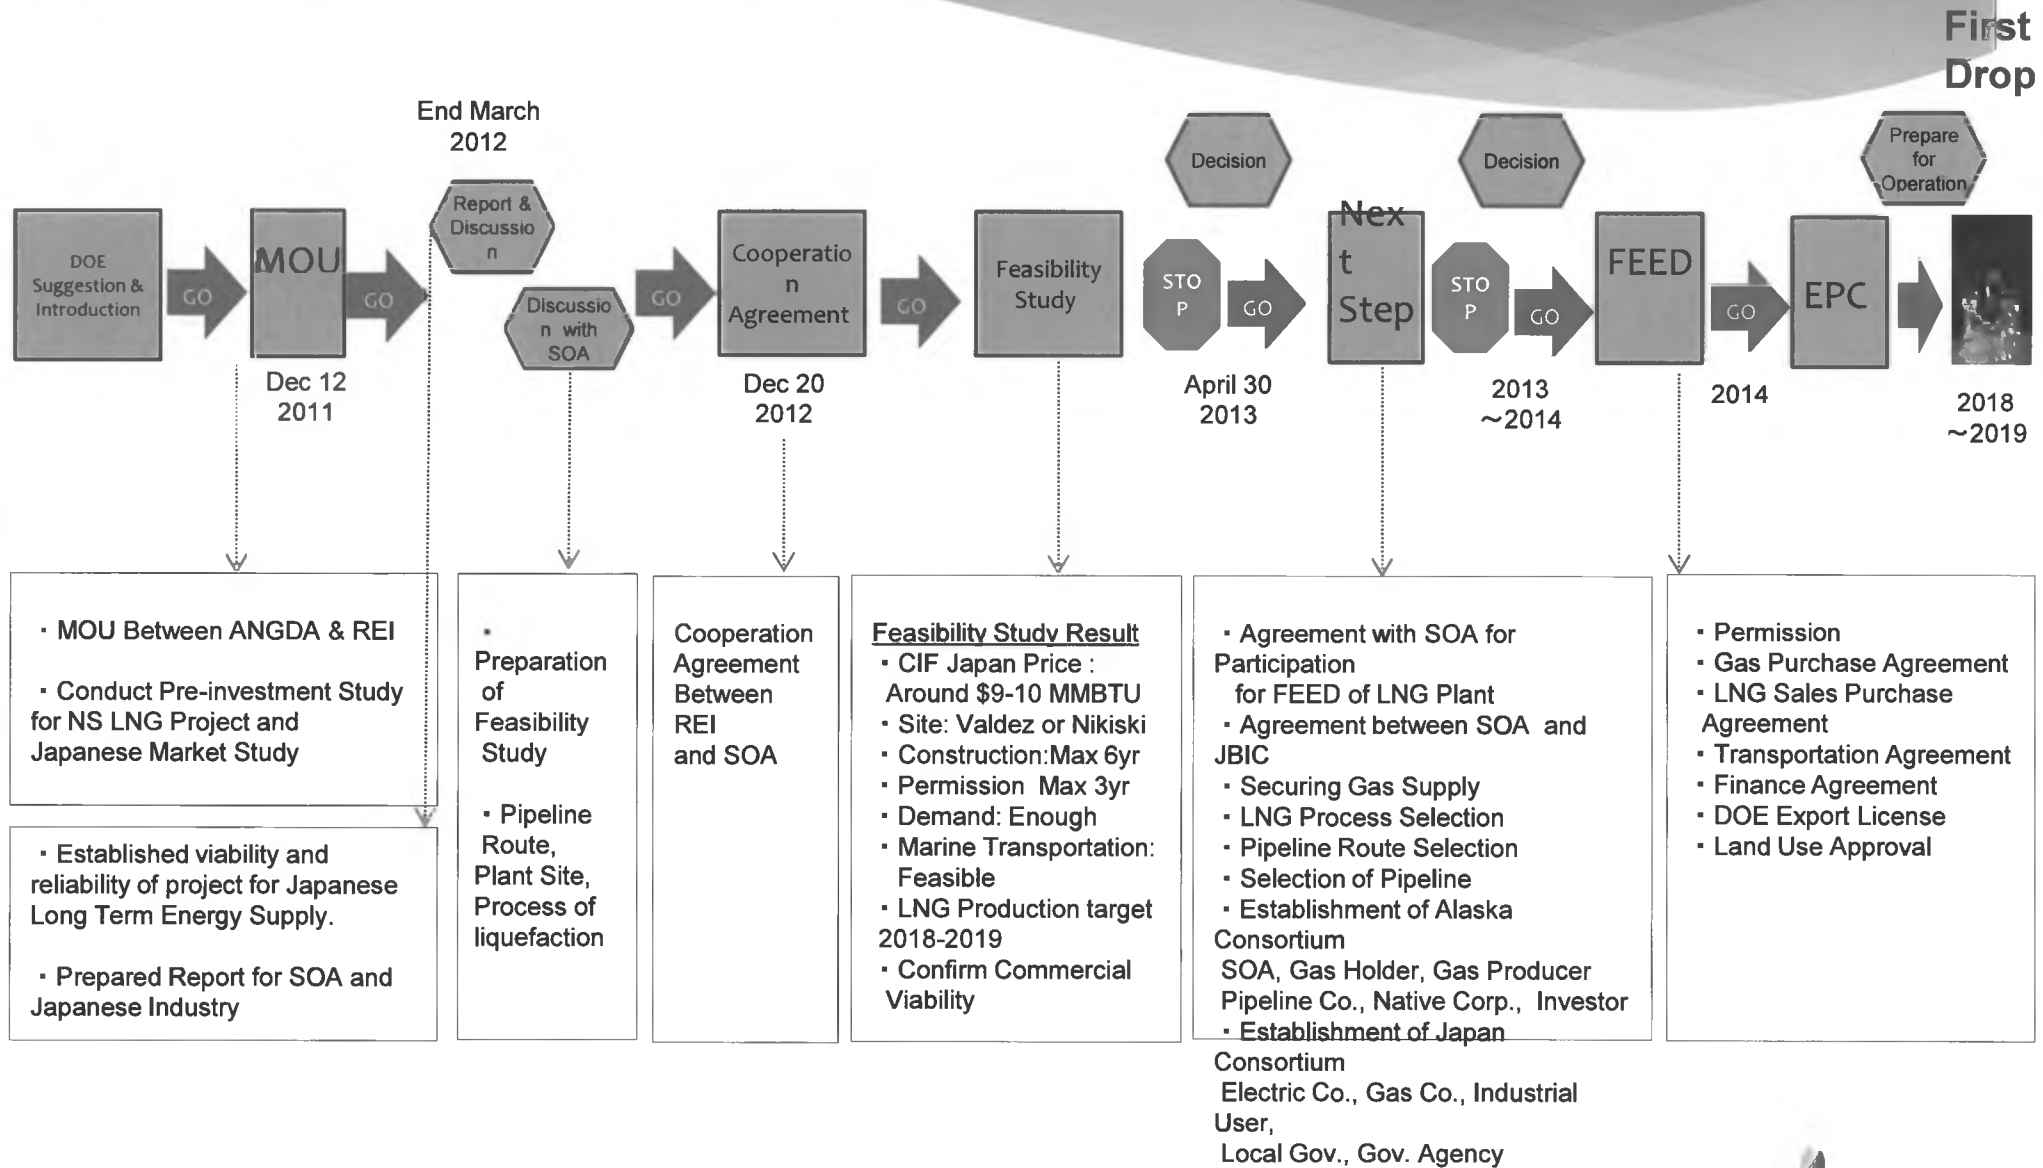 First
Drop
End March
2012
Decision
Decision
Prepare
for
Operation
DOE
Suggestion &
Introduction
GO
MOU
GO
Report &
Discussio
n
Discussio
n with
SOA
GO
Cooperatio
n
Agreement
GO
Feasibility
Study
STO
P
GO
Nex
t
Step
STO
P
GO
FEED
GO
EPC
Dec 12
2011
Dec 20
2012
April 30
2013
2013
～2014
2014
2018
～2019
▪ MOU Between ANGDA & REI
▪ Conduct Pre-investment Study
for NS LNG Project and
Japanese Market Study
▪ Established viability and
reliability of project for Japanese
Long Term Energy Supply.
▪ Prepared Report for SOA and
Japanese Industry
▪
Preparation
of
Feasibility
Study
▪ Pipeline
Route,
Plant Site,
Process of
liquefaction
Cooperation
Agreement
Between
REI
and SOA
Feasibility Study Result
▪ CIF Japan Price :
Around $9-10 MMBTU
▪ Site: Valdez or Nikiski
▪ Construction:Max 6yr
▪ Permission Max 3yr
▪ Demand: Enough
▪ Marine Transportation:
Feasible
▪ LNG Production target
2018-2019
▪ Confirm Commercial
Viability
▪ Agreement with SOA for
Participation
for FEED of LNG Plant
▪ Agreement between SOA and
JBIC
▪ Securing Gas Supply
▪ LNG Process Selection
▪ Pipeline Route Selection
▪ Selection of Pipeline
▪ Establishment of Alaska
Consortium
SOA, Gas Holder, Gas Producer
Pipeline Co., Native Corp., Investor
▪ Establishment of Japan
Consortium
Electric Co., Gas Co., Industrial
User,
Local Gov., Gov. Agency
▪ Permission
▪ Gas Purchase Agreement
▪ LNG Sales Purchase
Agreement
▪ Transportation Agreement
▪ Finance Agreement
▪ DOE Export License
▪ Land Use Approval